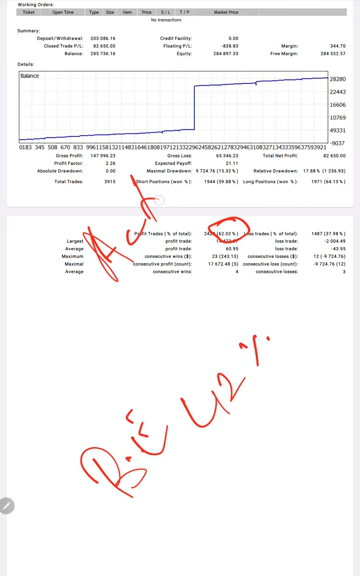 Working Orders:
Ticket Open Time Type Size Item Price S / L T / P Market Price
No transactions
Summary:
Deposit/Withdrawal: 203 086.16 Credit Facility: 0.00
Closed Trade P/L: 82 650.00 Floating P/L: -838.83 Margin: 344.70
Balance: 285 736.16 Equity: 284 897.33 Free Margin: 284 552.57
Details:
Balance
28280
22443
16606
10769
49331
-9037
Gross Profit: 147 996.23 Gross Loss: 65 346.23 Total Net Profit: 82 650.00
Profit Factor: 2.26 Expected Payoff: 21.11
Absolute Drawdown: 0.00 Maximal Drawdown: 9 724.76 (15.32 %) Relative Drawdown: 17.88 % (1 256.93)
Total Trades: 3915 Short Positions (won %): 1944 (59.88 %) Long Positions (won %): 1971 (64.13 %)
Profit Trades (% of total): (62.02 %) Loss trades (% of total): 1487 (37.98 %)
Largest profit trade: loss trade: -2 004.49
Average profit trade: 60.95 loss trade: -43.95
Maximum consecutive wins ($): 23 (243.13) consecutive losses ($): 12 (-9 724.76)
Maximal consecutive profit (count): 17 672.48 (5) consecutive loss (count): -9 724.76 (12)
Average consecutive wins: 4 consecutive losses: 3
42 %